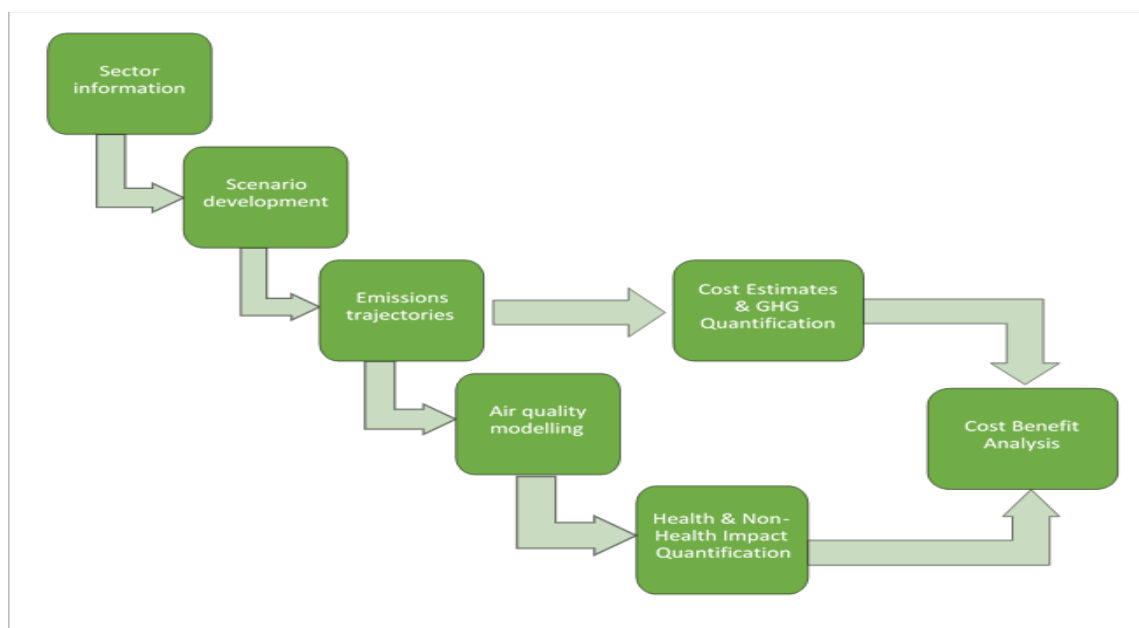 Sector
information
Scenario
development
Emissions
trajectories
Cost Estimates
& GHG
Quantification
Air quality
modelling
Cost Benefit
Analysis
Health & Non-
Health Impact
Quantification